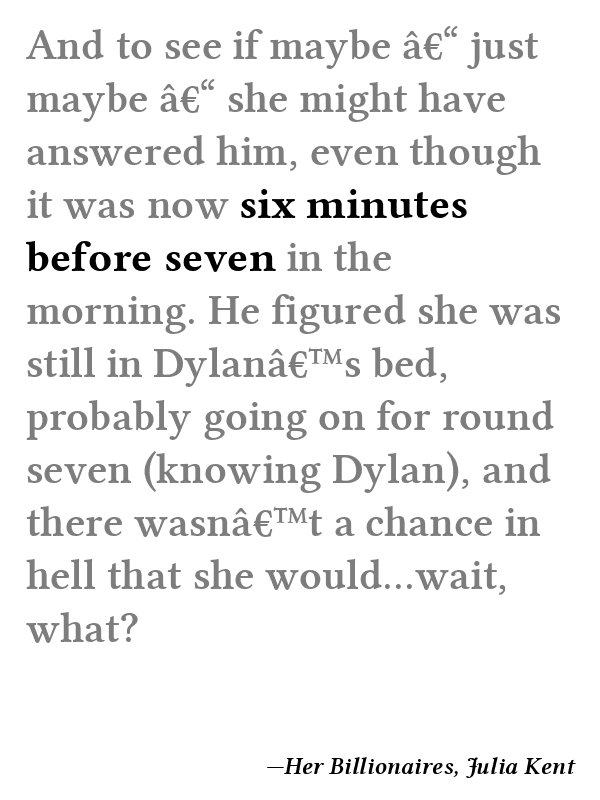 And to see if maybe â€“ just
maybe â€“ she might have
answered him, even though
it was now six minutes
before seven in the
morning. He figured she was
still in Dylanâ€™s bed,
probably going on for round
seven (knowing Dylan), and
there wasnâ€™t a chance in
hell that she would...wait,
what?
—Her Billionaires, Julia Kent